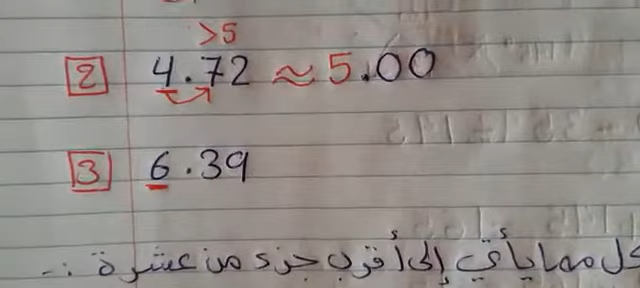 >5
2 4.72 ≈ 5.00
3 6.39
كل مما يأتي إلى أقرب جزء من عشرة :-